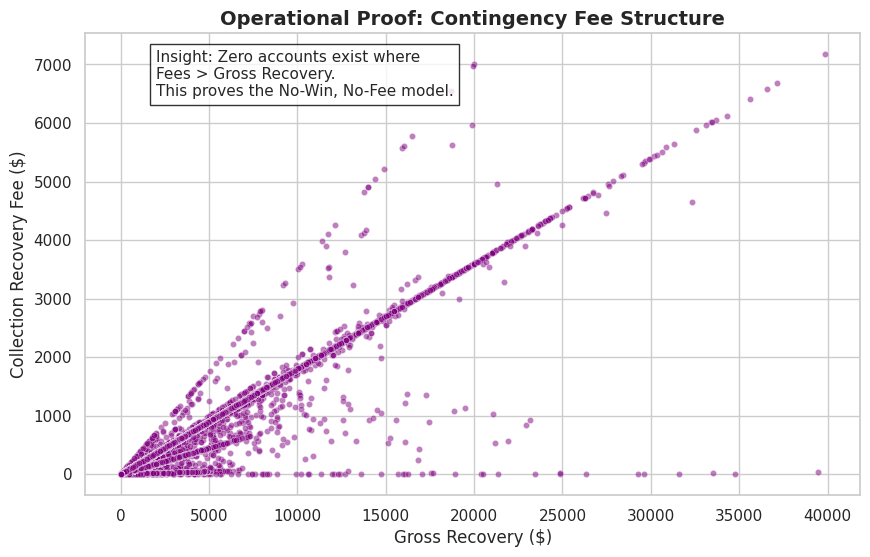 Operational Proof: Contingency Fee Structure
Insight: Zero accounts exist where
Fees > Gross Recovery.
This proves the No-Win, No-Fee model.
Collection Recovery Fee ($)
7000
6000
5000
4000
3000
2000
1000
0
0 5000 10000 15000 20000 25000 30000 35000 40000
Gross Recovery ($)